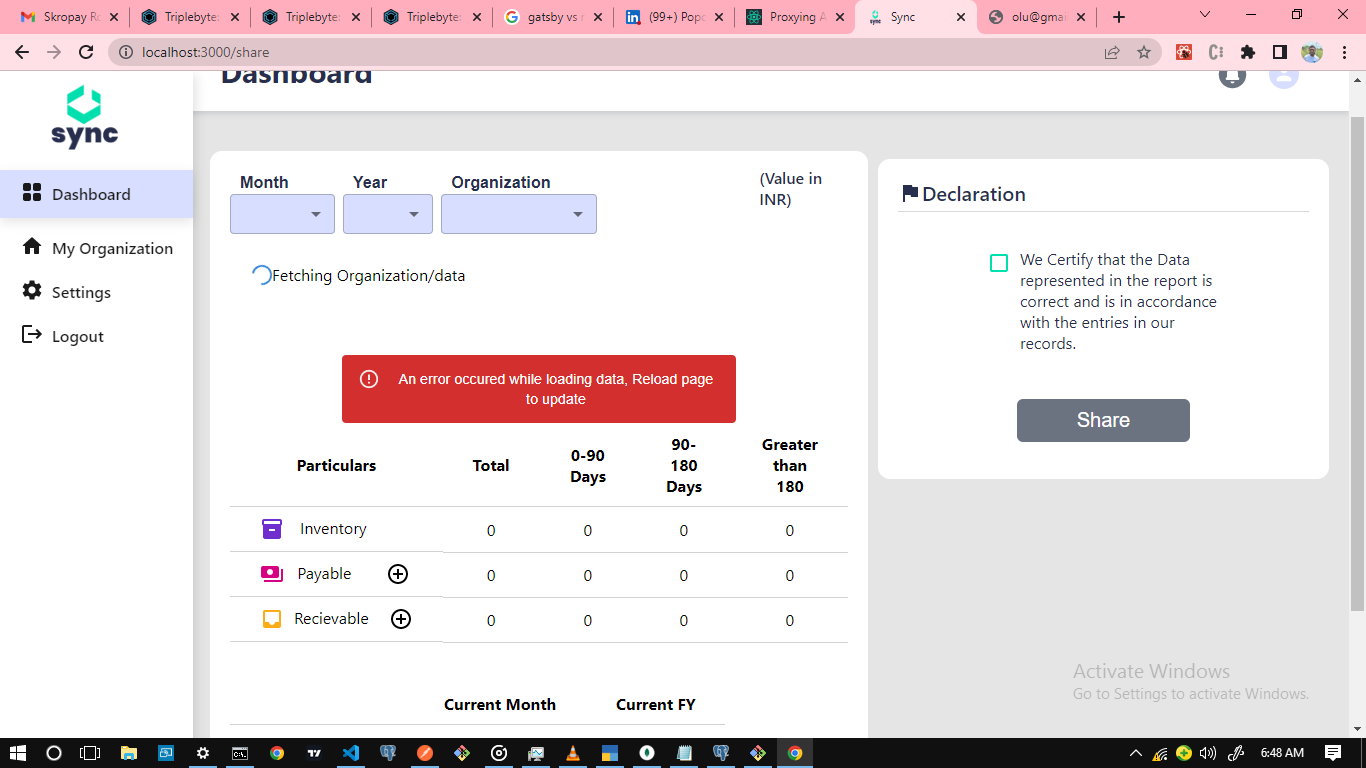 Skropay Ro
Triplebyte:
Triplebyte:
Triplebyte:
gatsby vs r
(99+) Popo
Proxying A
Sync
olu@gmai
localhost:3000/share
Dashboard
sync
Dashboard
My Organization
Settings
Logout
Month
Year
Organization
(Value in
INR)
Fetching Organization/data
An error occured while loading data, Reload page
to update
Particulars
Total
0-90
Days
90-
180
Days
Greater
than
180
Inventory 0 0 0 0
Payable 0 0 0 0
Recievable 0 0 0 0
Current Month
Current FY
Declaration
We Certify that the Data
represented in the report is
correct and is in accordance
with the entries in our
records.
Share
Activate Windows
Go to Settings to activate Windows.
6:48 AM